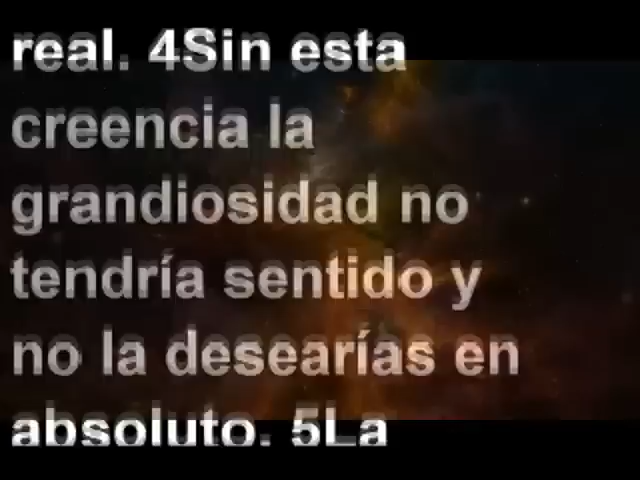 real. 4Sin esta
creencia la
grandiosidad no
tendría sentido y
no la desearías en
absoluto. 5La